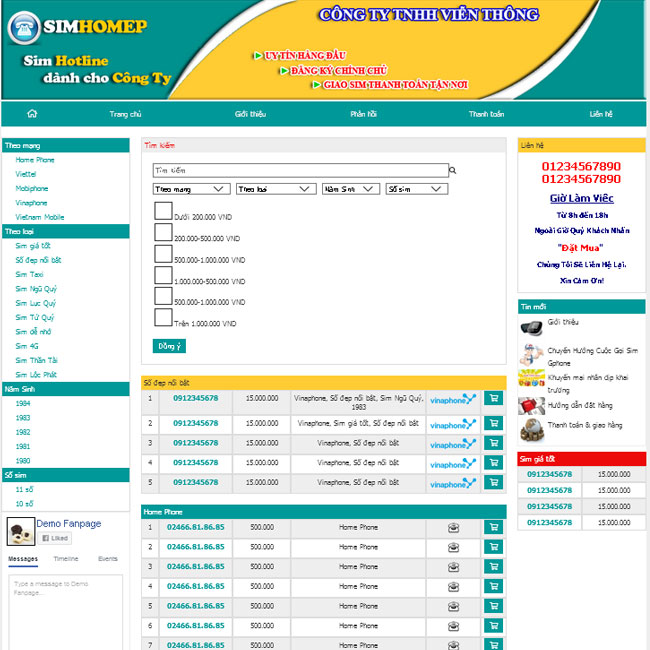 SIMHOMEP
Sim Hotline
dành cho Công Ty
CÔNG TY TNHH VIỄN THÔNG
UY TÍN HÀNG ĐẦU
ĐĂNG KÝ CHÍNH CHỦ
GIAO SIM THANH TOÁN TẬN NƠI
Trang chủ
Giới thiệu
Phản hồi
Thanh toán
Liên hệ
Theo mạng
Home Phone
Viettel
Mobiphone
Vinaphone
Vietnam Mobile
Theo loại
Sim giá tốt
Số đẹp nổi bật
Sim Taxi
Sim Ngũ Quý
Sim Lục Quý
Sim Tứ Quý
Sim dễ nhớ
Sim 4G
Sim Thần Tài
Sim Lộc Phát
Năm Sinh
1984
1983
1982
1981
1980
Số sim
11 số
10 số
Demo Fanpage
Liked
Messages Timeline Events
Type a message to Demo
Fanpage...
Tìm kiếm
Tìm kiếm
Theo mạng Theo loại Năm Sinh Số sim
Dưới 200.000 VND
200.000-500.000 VND
500.000-1.000.000 VND
1.000.000-500.000 VND
500.000-1.000.000 VND
Trên 1.000.000 VND
Đồng ý
Số đẹp nổi bật
1 0912345678 15.000.000 Vinaphone, Số đẹp nổi bật, Sim Ngũ Quý, 1983 vinaphone
2 0912345678 15.000.000 Vinaphone, Sim giá tốt, Số đẹp nổi bật vinaphone
3 0912345678 15.000.000 Vinaphone, Số đẹp nổi bật vinaphone
4 0912345678 15.000.000 Vinaphone, Số đẹp nổi bật vinaphone
5 0912345678 15.000.000 Vinaphone, Số đẹp nổi bật vinaphone
Home Phone
1 02466.81.86.85 500.000 Home Phone
2 02466.81.86.85 500.000 Home Phone
3 02466.81.86.85 500.000 Home Phone
4 02466.81.86.85 500.000 Home Phone
5 02466.81.86.85 500.000 Home Phone
6 02466.81.86.85 500.000 Home Phone
7 02466.81.86.85 500.000 Home Phone
Liên hệ
01234567890
01234567890
Giờ Làm Việc
Từ 8h đến 18h
Ngoài Giờ Quý Khách Nhấn
"Đặt Mua"
Chúng Tôi Sẽ Liên Hệ Lại.
Xin Cảm Ơn!
Tin mới
Giới thiệu
Chuyển Hướng Cuộc Gọi Sim
Gphone
Khuyến mại nhân dịp khai
trương
Hướng dẫn đặt hàng
Thanh toán & giao hàng
Sim giá tốt
0912345678 15.000.000
0912345678 15.000.000
0912345678 15.000.000
0912345678 15.000.000